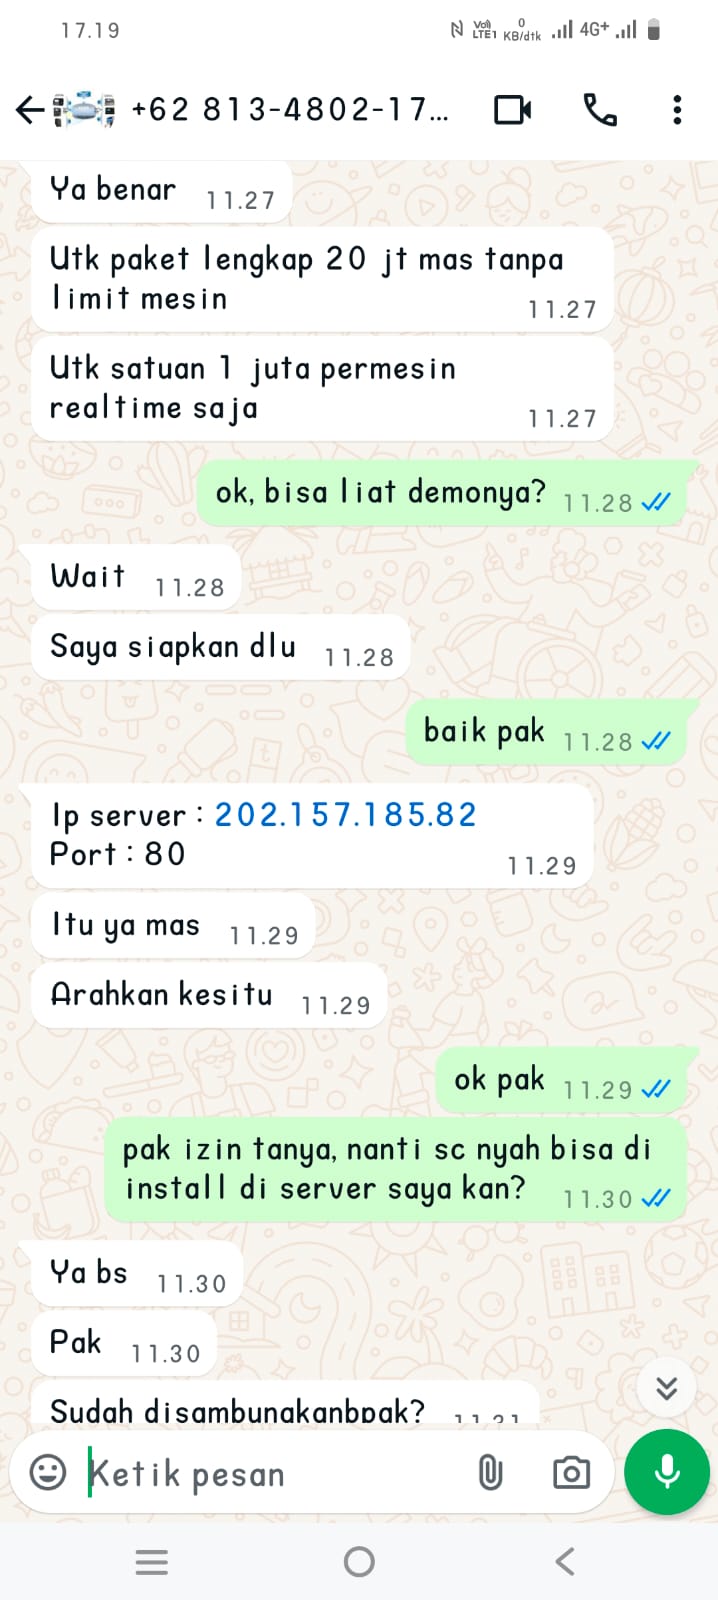 17.19
Vo) 0
LTE1 KB/dtk 4G+
+62 813-4802-17...
Ya benar 11.27
Utk paket lengkap 20 jt mas tanpa
limit mesin 11.27
Utk satuan 1 juta permesin
realtime saja 11.27
ok, bisa liat demonya? 11.28
Wait 11.28
Saya siapkan dlu 11.28
baik pak 11.28
Ip server : 202.157.185.82
Port : 80 11.29
Itu ya mas 11.29
Arahkan kesitu 11.29
ok pak 11.29
pak izin tanya, nanti sc nyah bisa di
install di server saya kan? 11.30
Ya bs 11.30
Pak 11.30
Sudah disambungkanbpak? 11.31
Ketik pesan